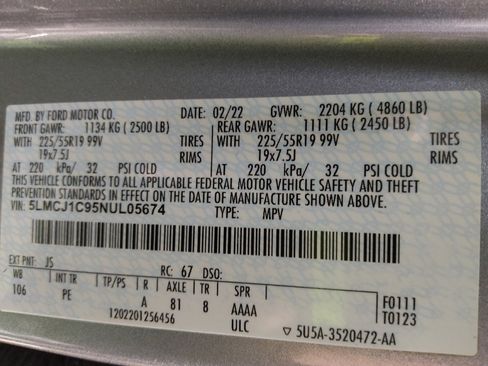 MFD. BY FORD MOTOR CO. DATE: 02/22 GVWR: 2204 KG ( 4860 LB)
FRONT GAWR: 1134 KG ( 2500 LB) REAR GAWR: 1111 KG ( 2450 LB)
WITH 225/55R19 99V TIRES WITH 225/55R19 99V TIRES
19x7.5J RIMS 19x7.5J RIMS
AT 220 kPa/ 32 PSI COLD AT 220 kPa/ 32 PSI COLD
THIS VEHICLE CONFORMS TO ALL APPLICABLE FEDERAL MOTOR VEHICLE SAFETY AND THEFT
PREVENTION STANDARDS IN EFFECT ON THE DATE OF MANUFACTURE SHOWN ABOVE.
VIN: 5LMCJ1C95NUL05674 TYPE: MPV
EXT PNT: JS RC: 67 DSO:
WB INT TR TP/PS R AXLE TR SPR
106 PE A 81 8 AAAA
1202201256456 ULC
F0111
T0123
▽ 5U5A-3520472-AA